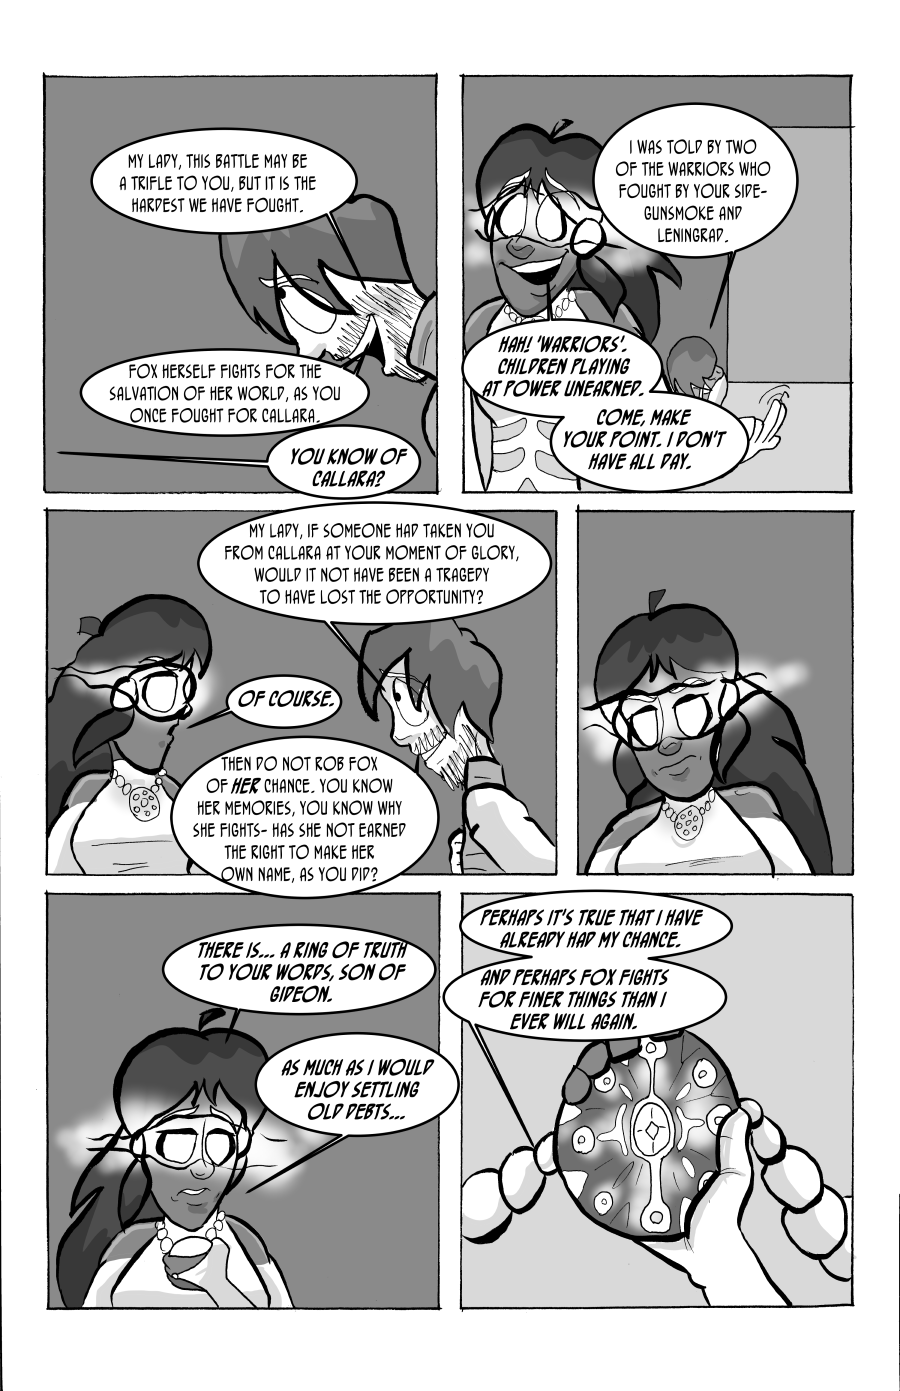 MY LADY, THIS BATTLE MAY BE
A TRIFLE TO YOU, BUT IT IS THE
HARDEST WE HAVE FOUGHT.
FOX HERSELF FIGHTS FOR THE
SALVATION OF HER WORLD, AS YOU
ONCE FOUGHT FOR CALLARA.
YOU KNOW OF
CALLARA?
I WAS TOLD BY TWO
OF THE WARRIORS WHO
FOUGHT BY YOUR SIDE-
GUNSMOKE AND
LENINGRAD.
HAH! 'WARRIORS'.
CHILDREN PLAYING
AT POWER UNEARNED.
COME, MAKE
YOUR POINT. I DON'T
HAVE ALL DAY.
MY LADY, IF SOMEONE HAD TAKEN YOU
FROM CALLARA AT YOUR MOMENT OF GLORY,
WOULD IT NOT HAVE BEEN A TRAGEDY
TO HAVE LOST THE OPPORTUNITY?
OF COURSE.
THEN DO NOT ROB FOX
OF HER CHANCE. YOU KNOW
HER MEMORIES, YOU KNOW WHY
SHE FIGHTS- HAS SHE NOT EARNED
THE RIGHT TO MAKE HER
OWN NAME, AS YOU DID?
THERE IS... A RING OF TRUTH
TO YOUR WORDS, SON OF
GIDEON.
AS MUCH AS I WOULD
ENJOY SETTLING
OLD DEBTS...
PERHAPS IT'S TRUE THAT I HAVE
ALREADY HAD MY CHANCE.
AND PERHAPS FOX FIGHTS
FOR FINER THINGS THAN I
EVER WILL AGAIN.